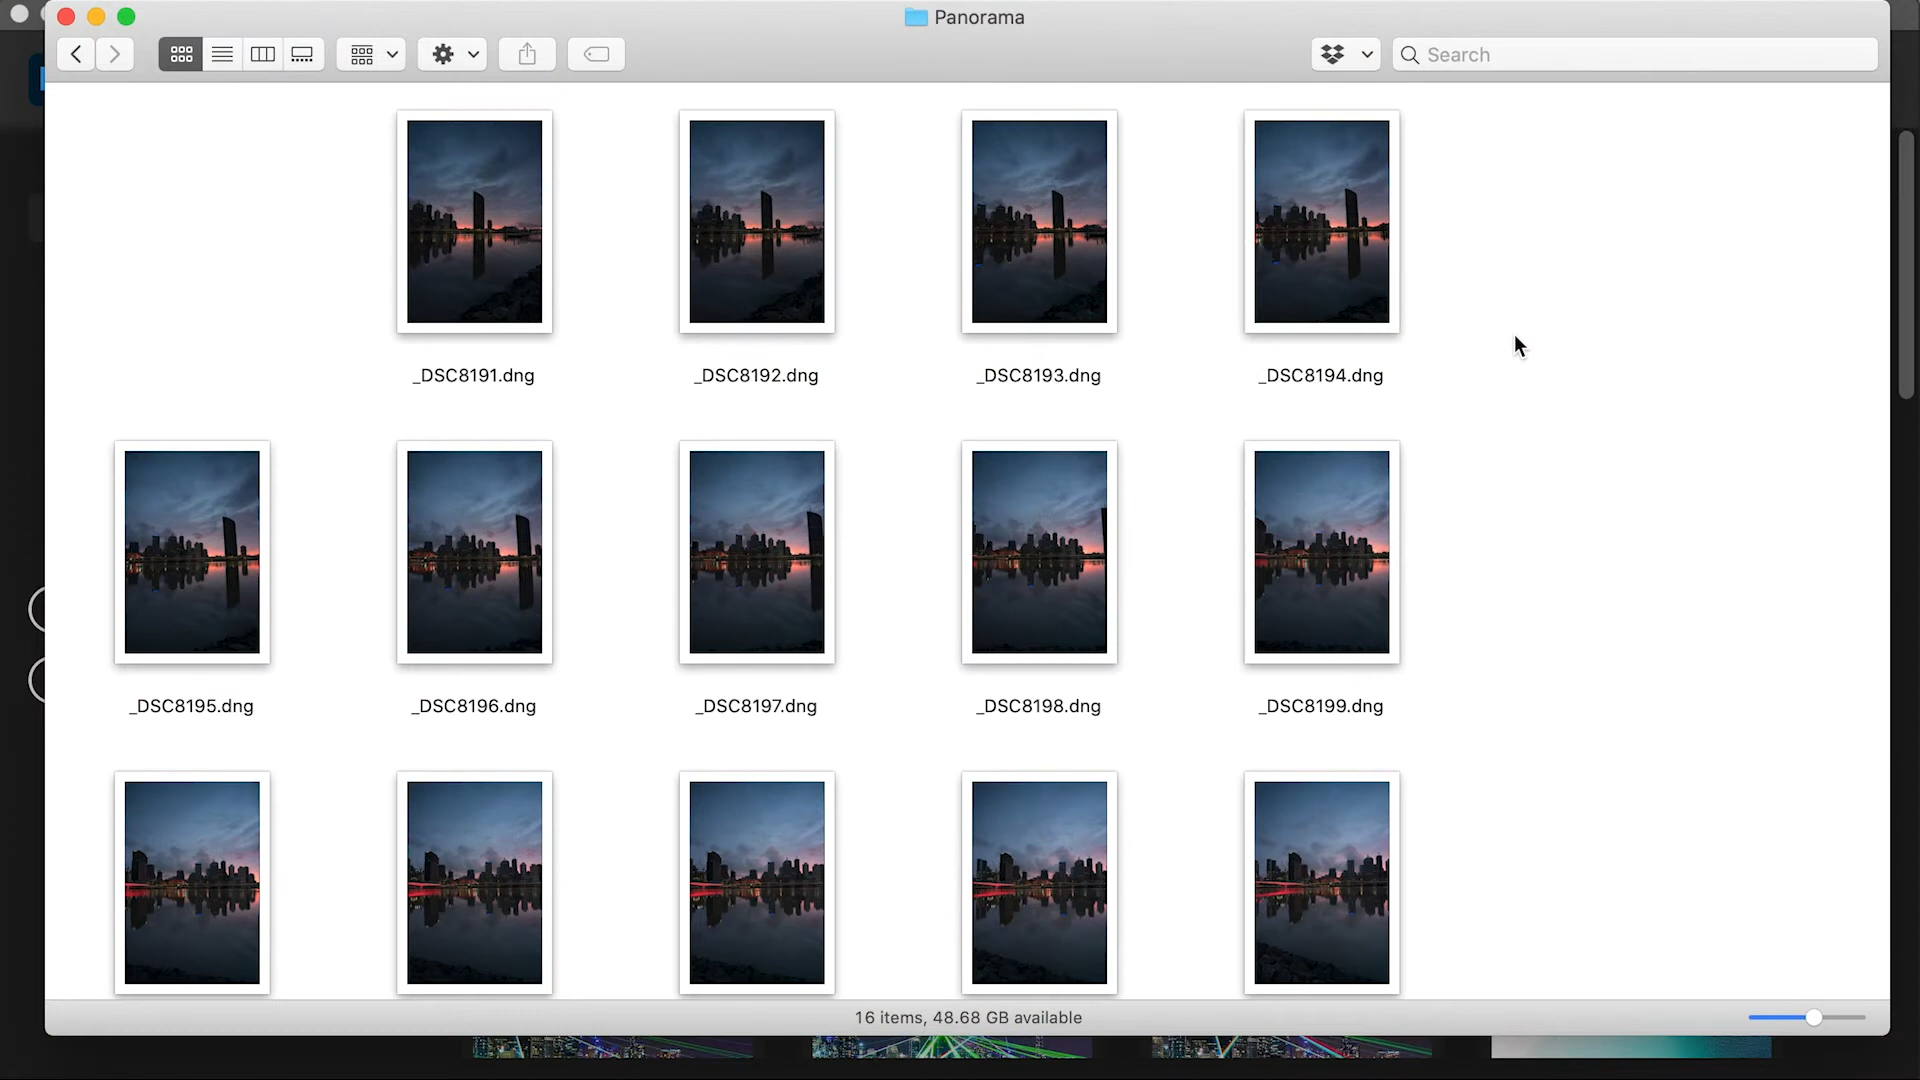 Panorama
Search
_DSC8191.dng
_DSC8192.dng
_DSC8193.dng
_DSC8194.dng
_DSC8195.dng
_DSC8196.dng
_DSC8197.dng
_DSC8198.dng
_DSC8199.dng
16 items, 48.68 GB available